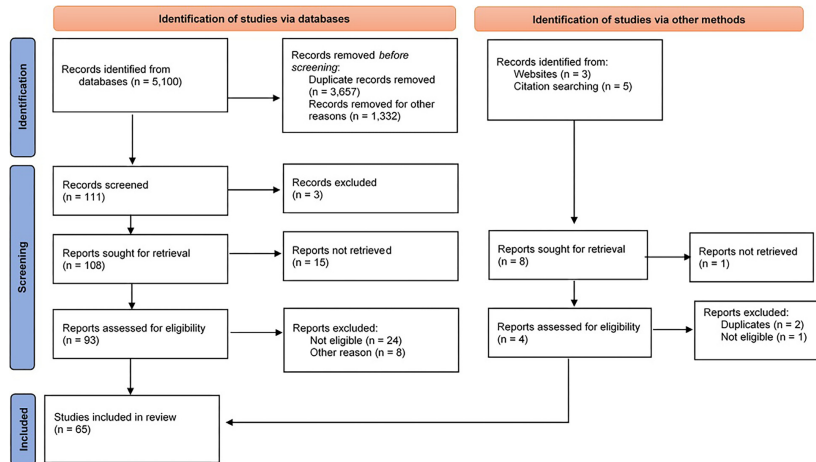 Identification of studies via databases
Identification of studies via other methods
Identification
Records identified from
databases (n = 5,100)
Records removed before
screening:
Duplicate records removed
(n = 3,657)
Records removed for other
reasons (n = 1,332)
Records identified from:
Websites (n = 3)
Citation searching (n = 5)
Screening
Records screened
(n = 111)
Records excluded
(n = 3)
Reports sought for retrieval
(n = 108)
Reports not retrieved
(n = 15)
Reports sought for retrieval
(n = 8)
Reports not retrieved
(n = 1)
Reports assessed for eligibility
(n = 93)
Reports excluded:
Not eligible (n = 24)
Other reason (n = 8)
Reports assessed for eligibility
(n = 4)
Reports excluded:
Duplicates (n = 2)
Not eligible (n = 1)
Included
Studies included in review
(n = 65)